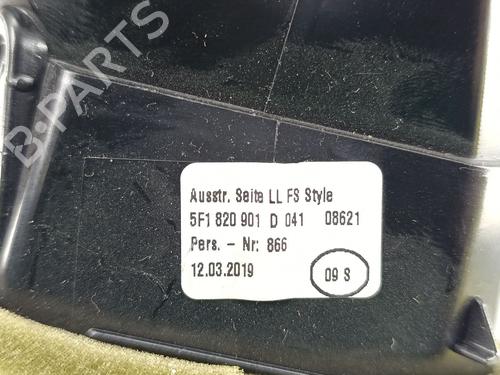 B-PARTS
Ausstr. Seite LL FS Style
5F1 820 901 D 041 08621
Pers. - Nr: 866
12.03.2019
09 S